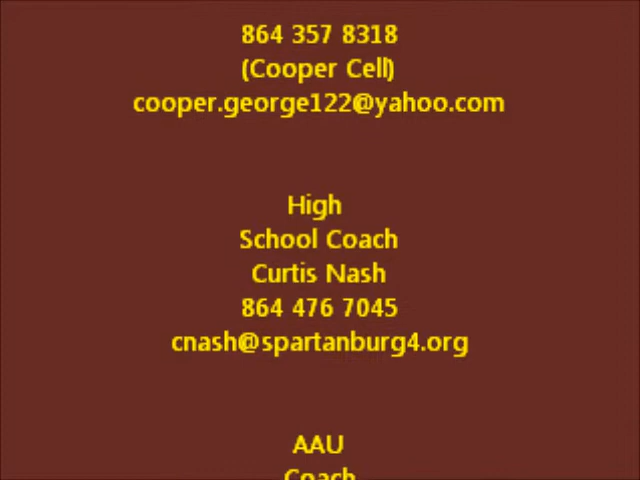 864 357 8318
(Cooper Cell)
cooper.george122@yahoo.com
High
School Coach
Curtis Nash
864 476 7045
cnash@spartanburg4.org
AAU
Coach